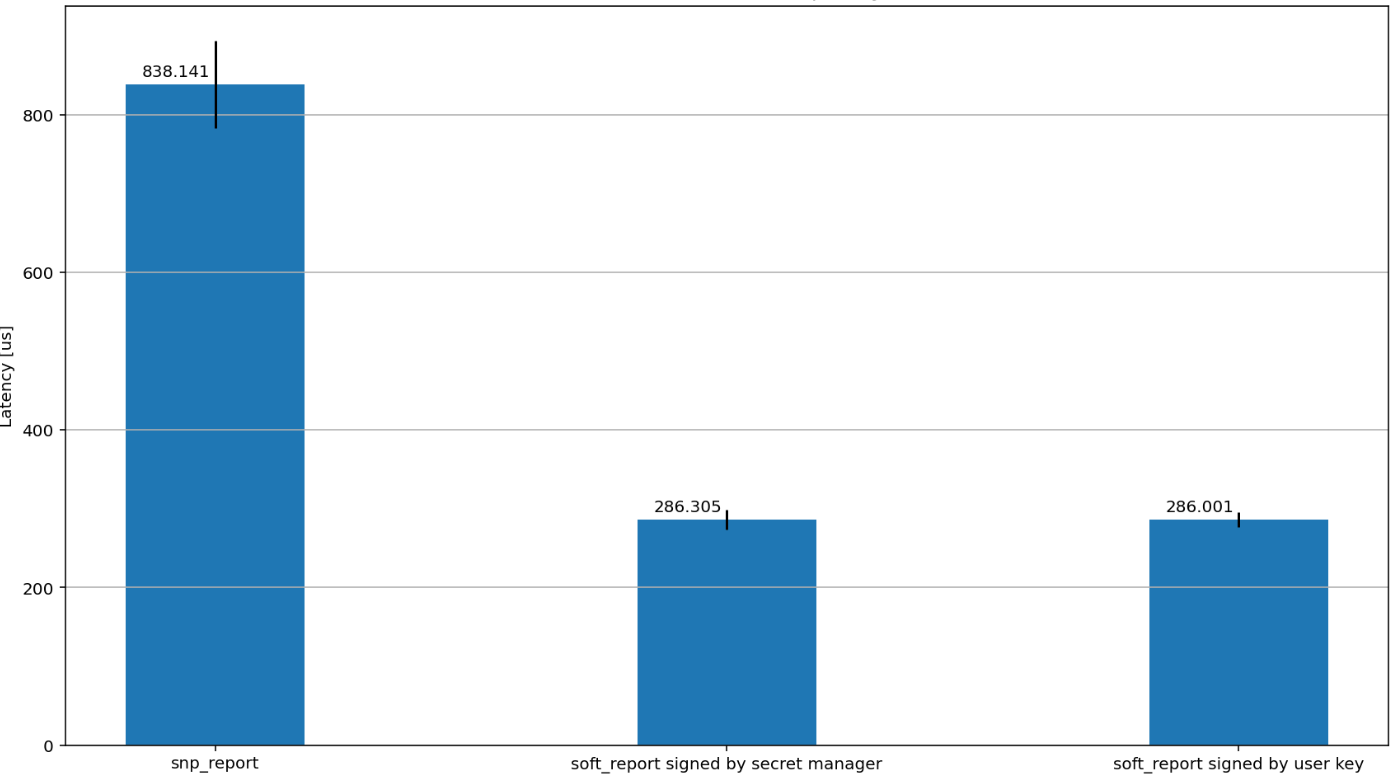 838.141
800
600
Latency [us]
400
286.305
286.001
200
0
snp_report
soft_report signed by secret manager
soft_report signed by user key